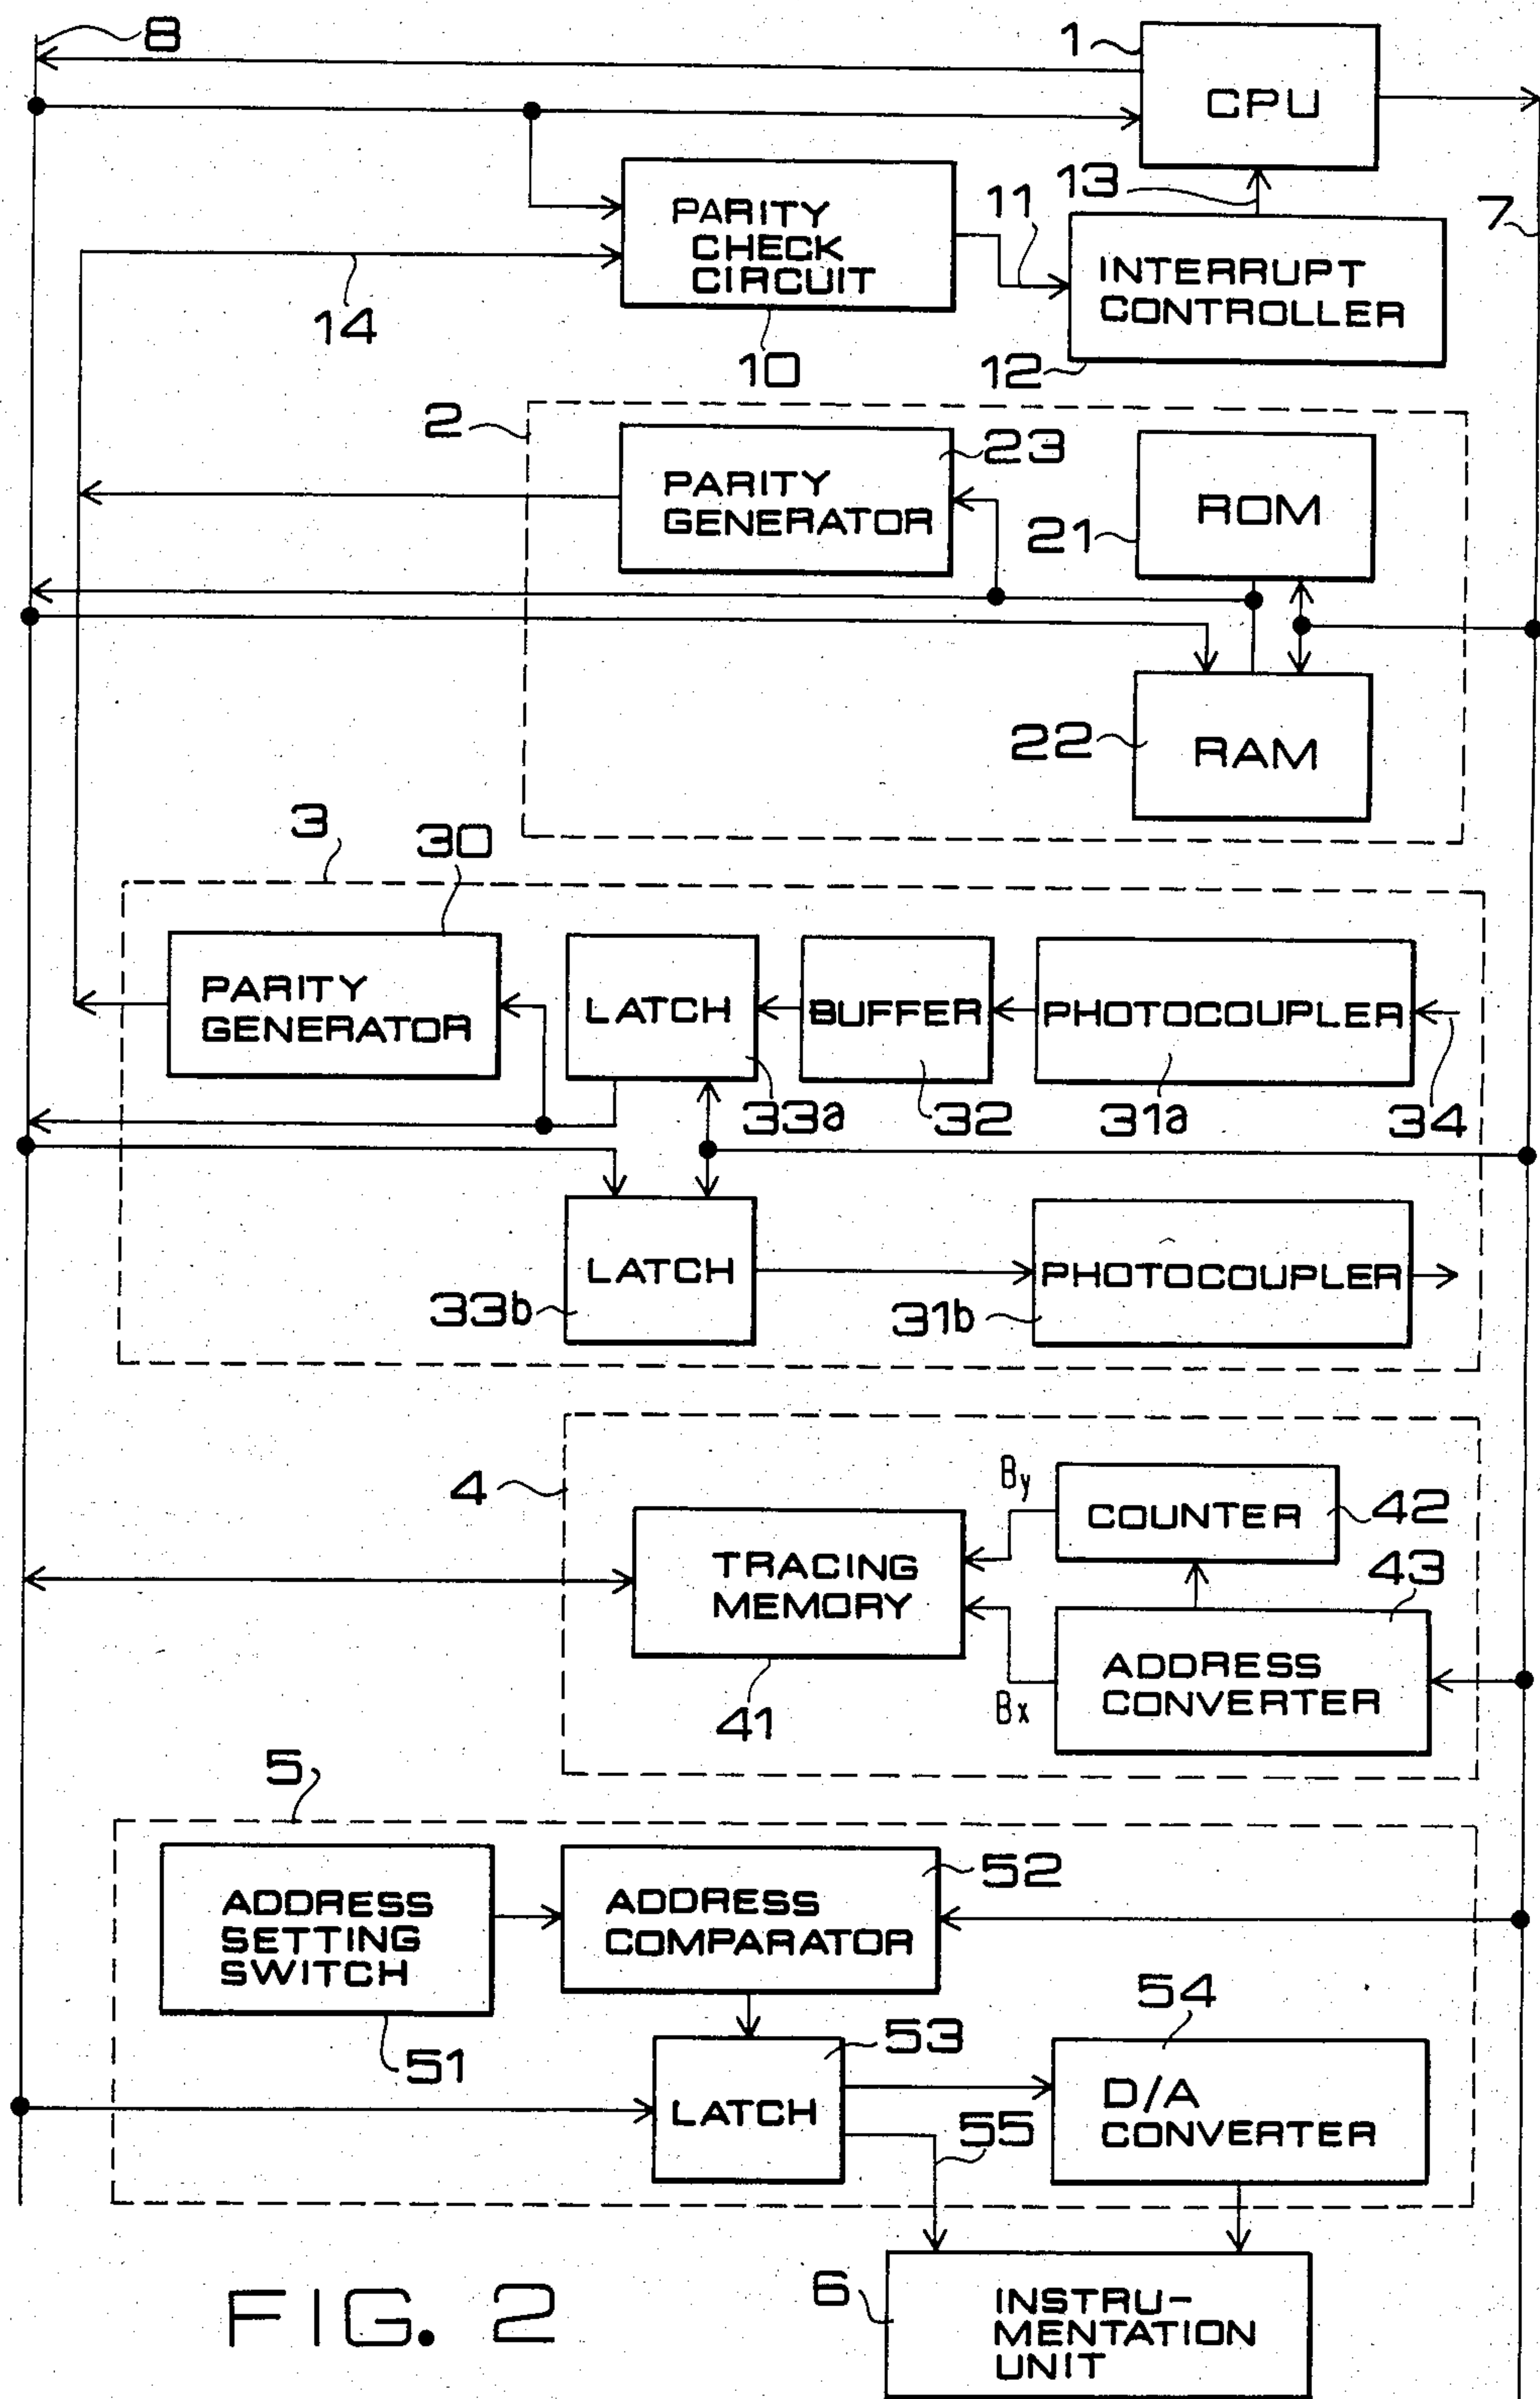 8
1
CPU
13
11
7
PARITY
CHECK
CIRCUIT
INTERRUPT
CONTROLLER
14
10
12
2
23
PARITY
GENERATOR
21
ROM
22
RAM
3
30
PARITY
GENERATOR
LATCH
BUFFER
PHOTOCOUPLER
33a
32
31a
34
LATCH
PHOTOCOUPLER
33b
31b
4
By
COUNTER
42
TRACING
MEMORY
43
ADDRESS
CONVERTER
Bx
41
5
52
ADDRESS
SETTING
SWITCH
ADDRESS
COMPARATOR
54
53
51
LATCH
D/A
CONVERTER
55
6
INSTRU-
MENTATION
UNIT
FIG. 2